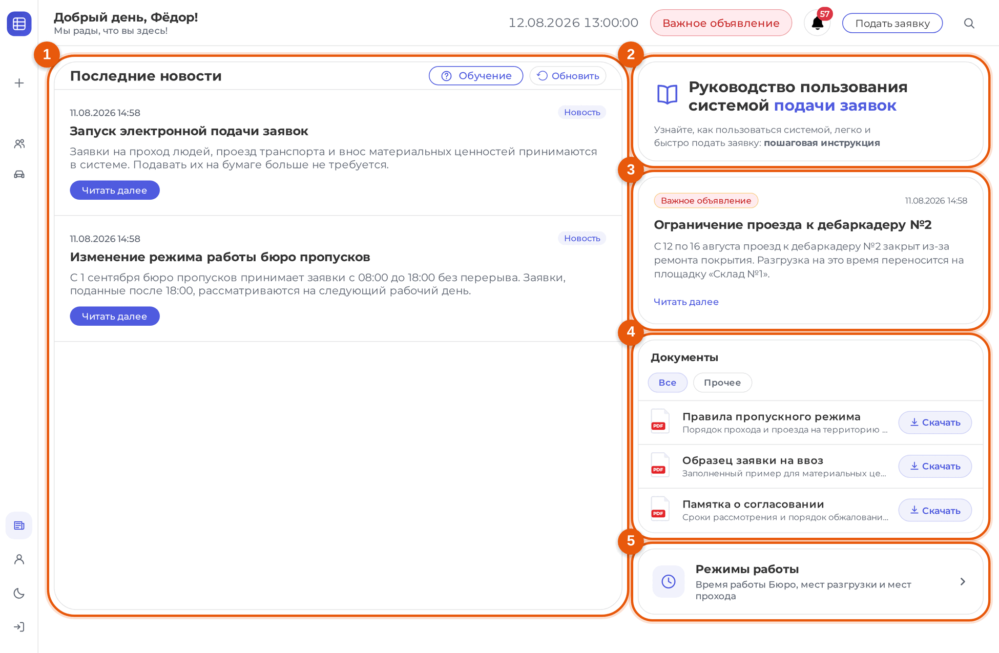 Добрый день, Фёдор!
Мы рады, что вы здесь!
12.08.2026 13:00:00
Важное объявление
57
Подать заявку
1
Последние новости
Обучение
Обновить
11.08.2026 14:58
Новость
Запуск электронной подачи заявок
Заявки на проход людей, проезд транспорта и внос материальных ценностей принимаются
в системе. Подавать их на бумаге больше не требуется.
Читать далее
11.08.2026 14:58
Новость
Изменение режима работы бюро пропусков
С 1 сентября бюро пропусков принимает заявки с 08:00 до 18:00 без перерыва. Заявки,
поданные после 18:00, рассматриваются на следующий рабочий день.
Читать далее
2
Руководство пользования
системой подачи заявок
Узнайте, как пользоваться системой, легко и
быстро подать заявку: пошаговая инструкция
3
Важное объявление
11.08.2026 14:58
Ограничение проезда к дебаркадеру №2
С 12 по 16 августа проезд к дебаркадеру №2 закрыт из-за
ремонта покрытия. Разгрузка на это время переносится на
площадку «Склад №1».
Читать далее
4
Документы
Все
Прочее
PDF
Правила пропускного режима
Порядок прохода и проезда на территорию ...
Скачать
PDF
Образец заявки на ввоз
Заполненный пример для материальных це...
Скачать
PDF
Памятка о согласовании
Сроки рассмотрения и порядок обжаловани...
Скачать
5
Режимы работы
Время работы Бюро, мест разгрузки и мест
прохода